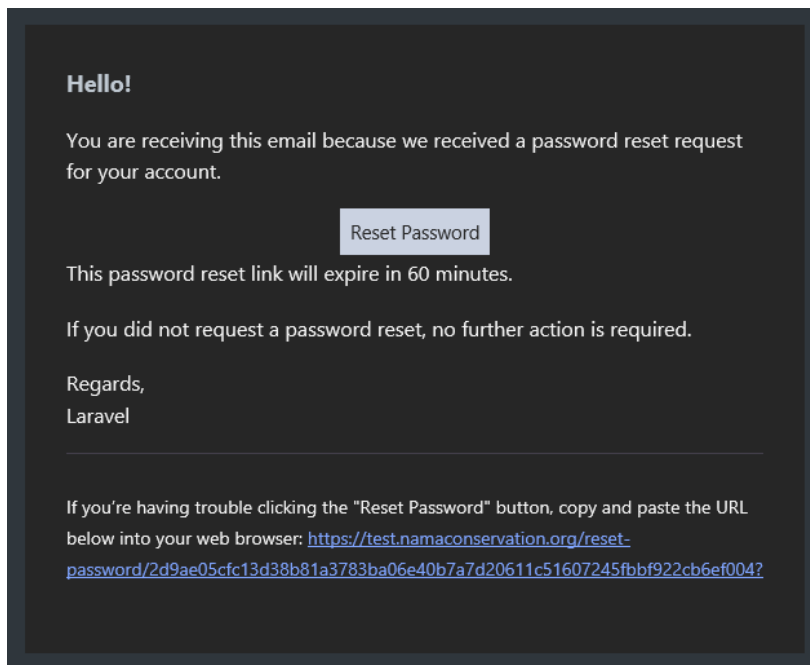 Hello!
You are receiving this email because we received a password reset request
for your account.
Reset Password
This password reset link will expire in 60 minutes.
If you did not request a password reset, no further action is required.
Regards,
Laravel
If you’re having trouble clicking the "Reset Password" button, copy and paste the URL
below into your web browser: https://test.namaconservation.org/reset-
password/2d9ae05cfc13d38b81a3783ba06e40b7a7d20611c51607245fbbf922cb6ef004?